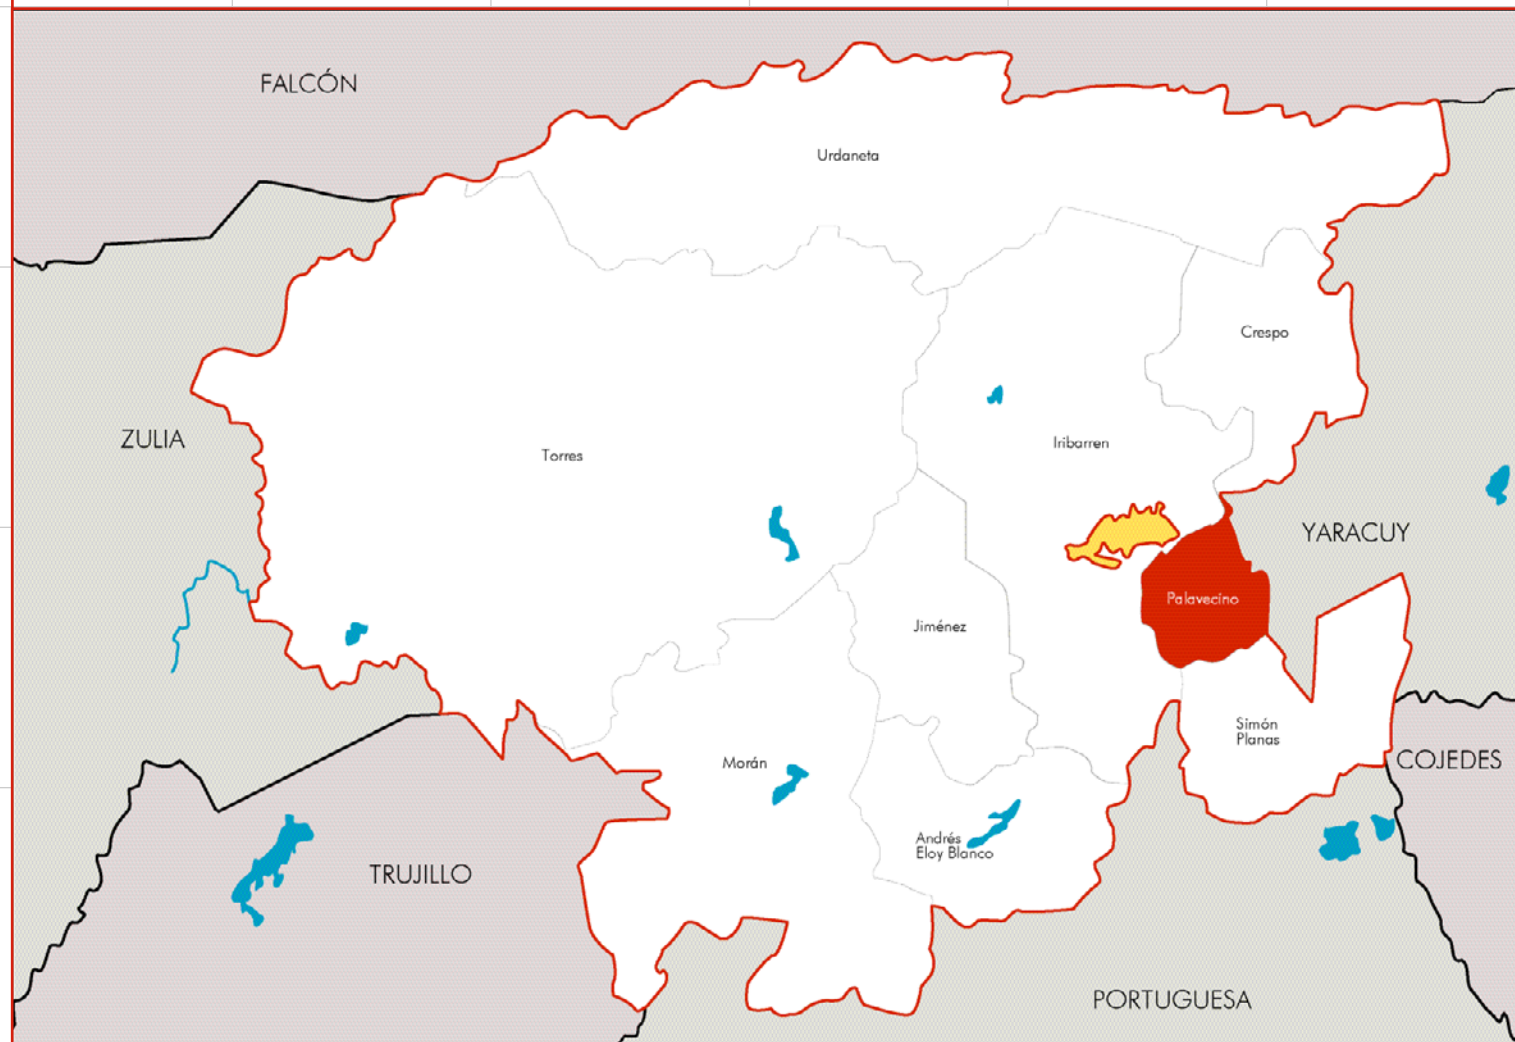 FALCÓN
Urdaneta
Crespo
ZULIA
Torres
Iribarren
YARACUY
Palavecino
Jiménez
Simón
Planas
Morán
COJEDES
Andrés
Eloy Blanco
TRUJILLO
PORTUGUESA